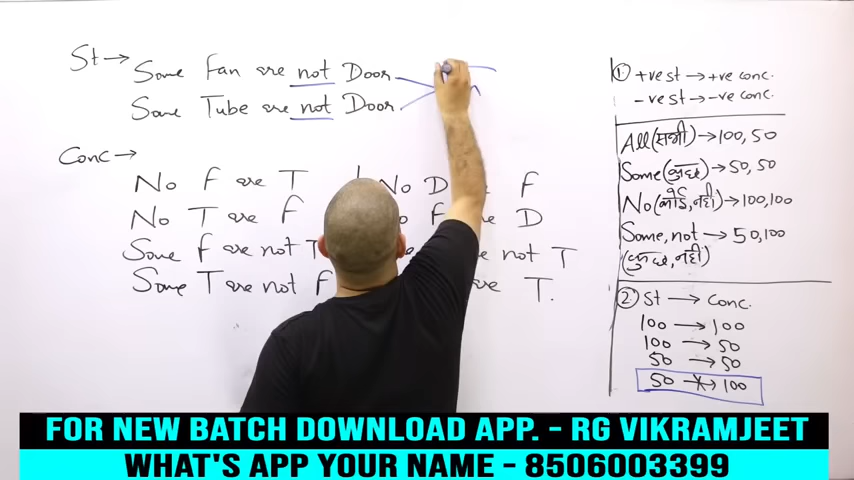 St → Some Fan are not Door
Some Tube are not Door
Conc →
No F are T
No T are F
Some F are not T
Some T are not F
No D F
No F D
not T
are T.
① +ve st → +ve conc.
-ve st → -ve conc.
All (सभी) → 100, 50
Some (कुछ) → 50, 50
No (कोई, नहीं) → 100, 100
Some, not → 50, 100
(कुछ, नहीं)
② St → Conc.
100 → 100
100 → 50
50 → 50
50 → 100
FOR NEW BATCH DOWNLOAD APP. - RG VIKRAMJEET
WHAT'S APP YOUR NAME - 8506003399